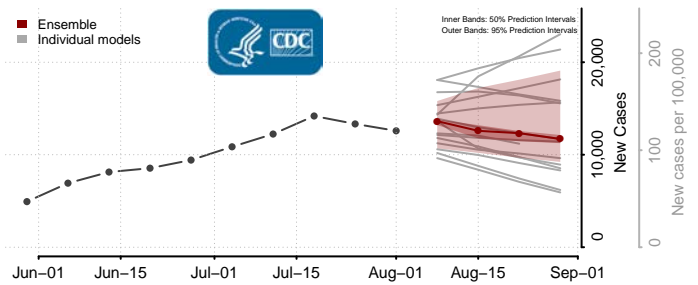 Ensemble
Individual models
CDC
Inner Bands: 50% Prediction Intervals
Outer Bands: 95% Prediction Intervals
0
10,000
20,000
New Cases
0
100
200
New cases per 100,000
Jun−01
Jun−15
Jul−01
Jul−15
Aug−01
Aug−15
Sep−01